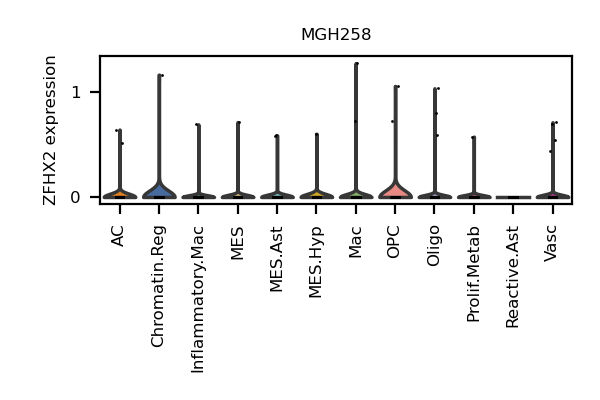 MGH258
ZFHX2 expression
1
0
AC
Chromatin.Reg
Inflammatory.Mac
MES
MES.Ast
MES.Hyp
Mac
OPC
Oligo
Prolif.Metab
Reactive.Ast
Vasc